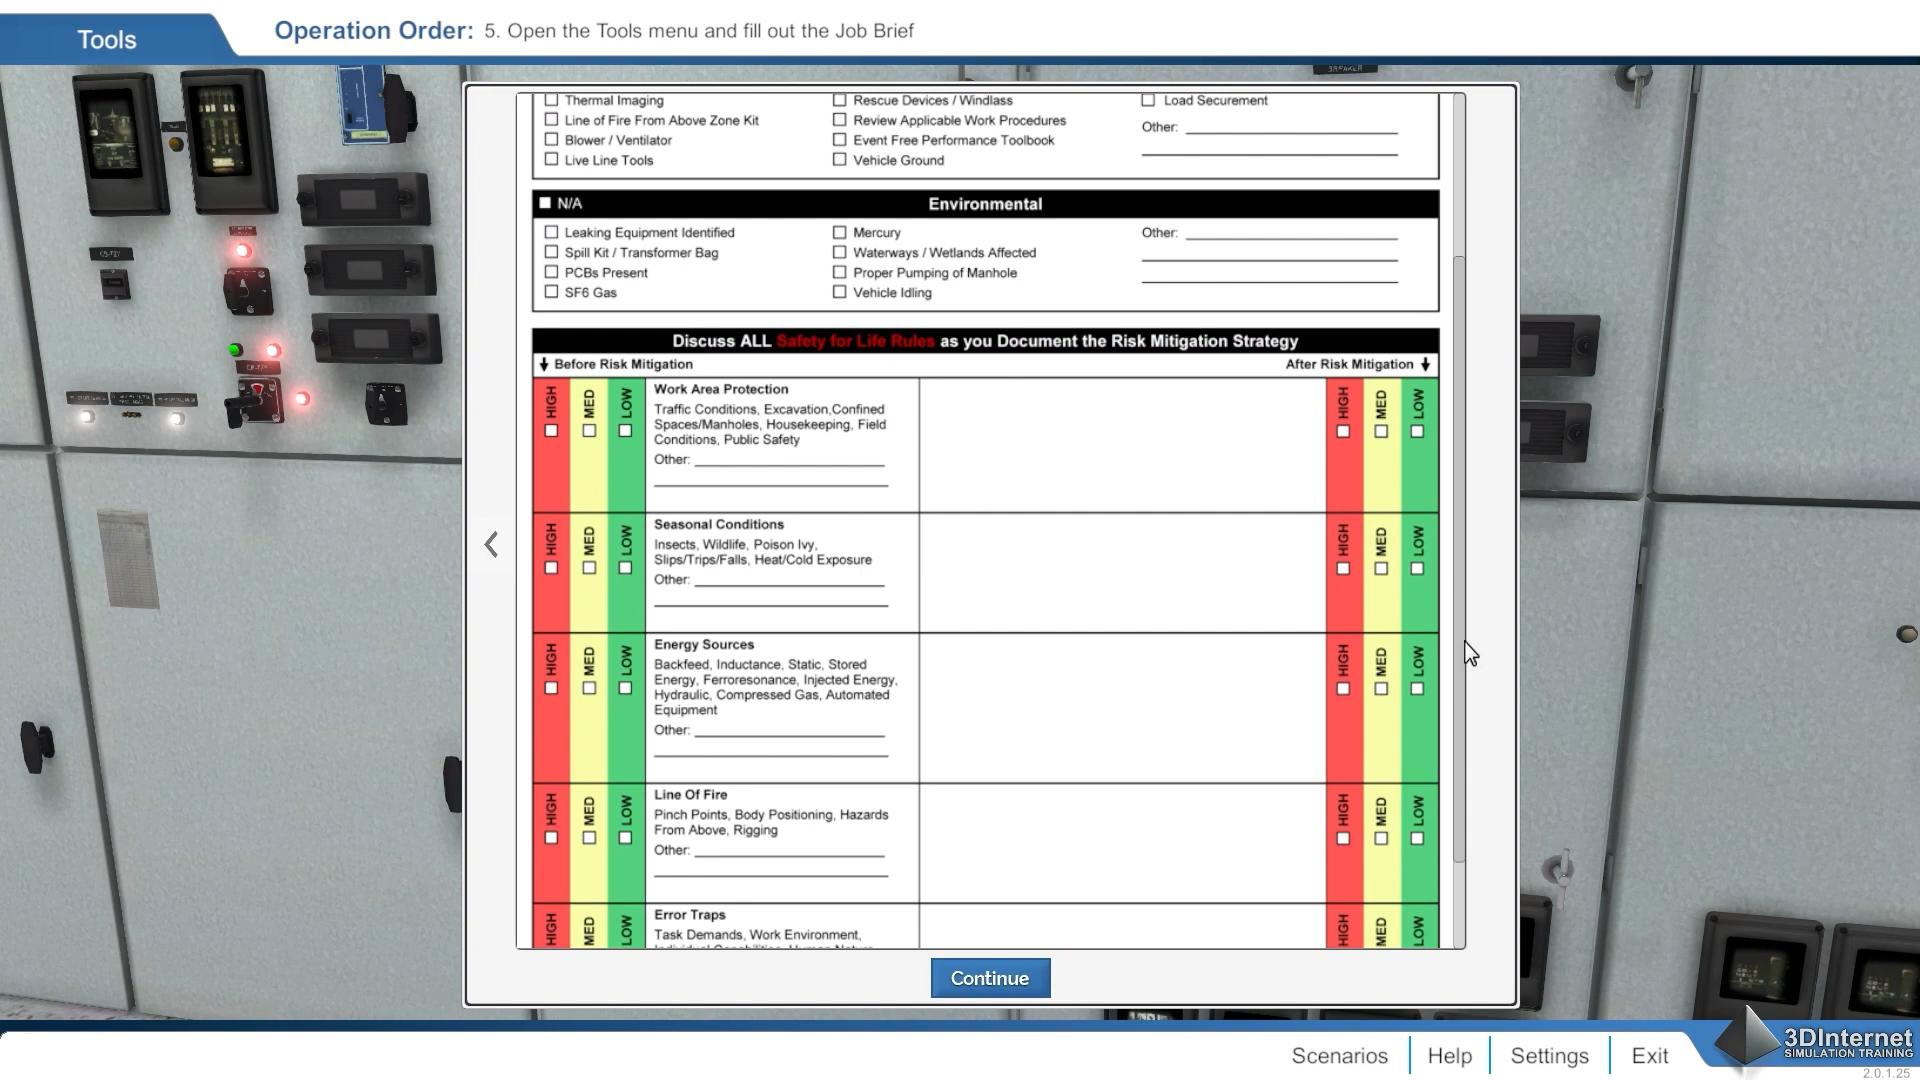 Tools
Operation Order: 5. Open the Tools menu and fill out the Job Brief
BREAKER
Thermal Imaging
Rescue Devices / Windlass
Load Securement
Line of Fire From Above Zone Kit
Review Applicable Work Procedures
Other:
Blower / Ventilator
Event Free Performance Toolbook
Live Line Tools
Vehicle Ground
N/A
Environmental
Leaking Equipment Identified
Mercury
Other:
Spill Kit / Transformer Bag
Waterways / Wetlands Affected
PCBs Present
Proper Pumping of Manhole
SF6 Gas
Vehicle Idling
Discuss ALL Safety for Life Rules as you Document the Risk Mitigation Strategy
Before Risk Mitigation
After Risk Mitigation
HIGH
MED
LOW
Work Area Protection
Traffic Conditions, Excavation,Confined
Spaces/Manholes, Housekeeping, Field
Conditions, Public Safety
Other:
HIGH
MED
LOW
HIGH
MED
LOW
Seasonal Conditions
Insects, Wildlife, Poison Ivy,
Slips/Trips/Falls, Heat/Cold Exposure
Other:
HIGH
MED
LOW
HIGH
MED
LOW
Energy Sources
Backfeed, Inductance, Static, Stored
Energy, Ferroresonance, Injected Energy,
Hydraulic, Compressed Gas, Automated
Equipment
Other:
HIGH
MED
LOW
HIGH
MED
LOW
Line Of Fire
Pinch Points, Body Positioning, Hazards
From Above, Rigging
Other:
HIGH
MED
LOW
HIGH
MED
LOW
Error Traps
Task Demands, Work Environment,
HIGH
MED
LOW
Continue
Scenarios
Help
Settings
Exit
3DInternet
SIMULATION TRAINING
2.0.1.25